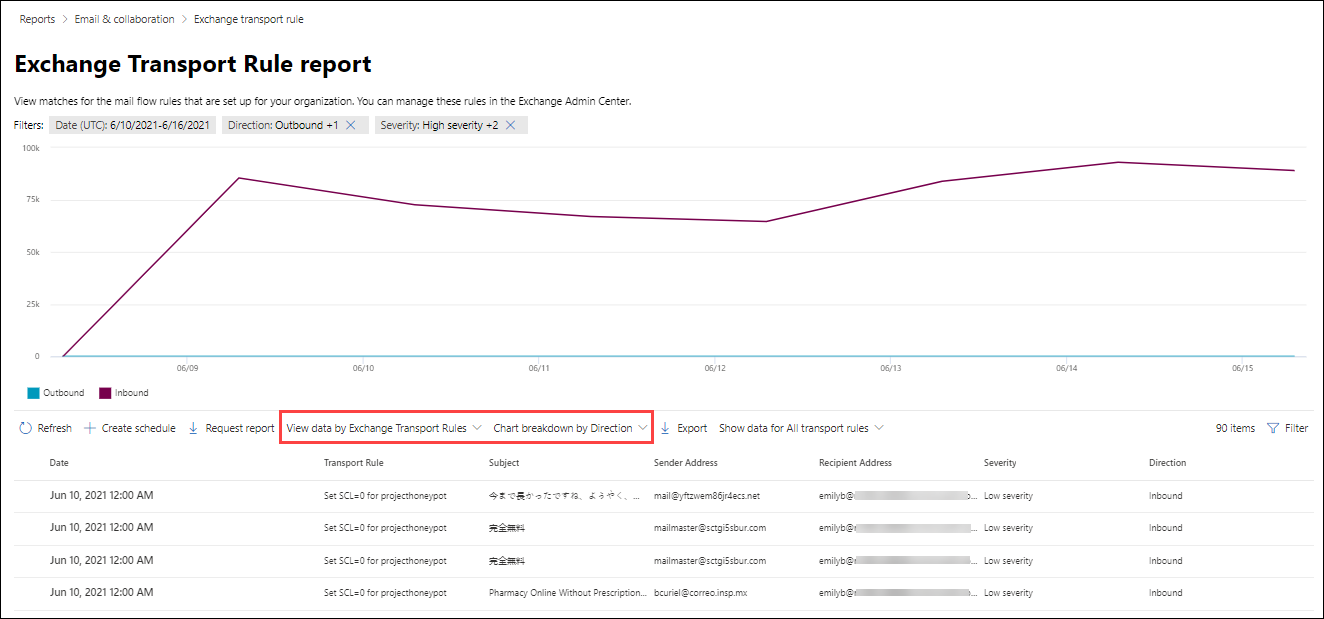 Reports > Email & collaboration > Exchange transport rule
Exchange Transport Rule report
View matches for the mail flow rules that are set up for your organization. You can manage these rules in the Exchange Admin Center.
Filters: Date (UTC): 6/10/2021-6/16/2021 Direction: Outbound +1 Severity: High severity +2
100k
75k
50k
25k
0
06/09 06/10 06/11 06/12 06/13 06/14 06/15
Outbound Inbound
Refresh Create schedule Request report View data by Exchange Transport Rules Chart breakdown by Direction Export Show data for All transport rules 90 items Filter
Date Transport Rule Subject Sender Address Recipient Address Severity Direction
Jun 10, 2021 12:00 AM Set SCL=0 for projecthoneypot 今まで長かったですね、ようやく、... mail@yftzwem86jr4ecs.net emilyb@ ... Low severity Inbound
Jun 10, 2021 12:00 AM Set SCL=0 for projecthoneypot 完全無料 mailmaster@sctgi5sbur.com emilyb@ ... Low severity Inbound
Jun 10, 2021 12:00 AM Set SCL=0 for projecthoneypot 完全無料 mailmaster@sctgi5sbur.com emilyb@ ... Low severity Inbound
Jun 10, 2021 12:00 AM Set SCL=0 for projecthoneypot Pharmacy Online Without Prescription... bcuriel@correo.insp.mx emilyb@ ... Low severity Inbound